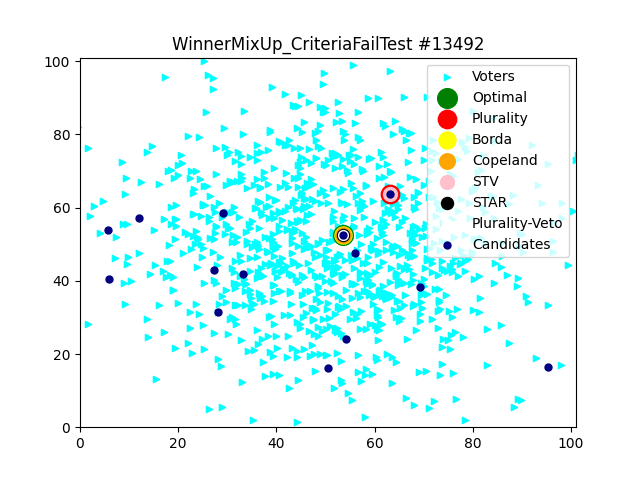 WinnerMixUp_CriteriaFailTest #13492
100
80
60
40
20
0
0 20 40 60 80 100
Voters
Optimal
Plurality
Borda
Copeland
STV
STAR
Plurality-Veto
Candidates